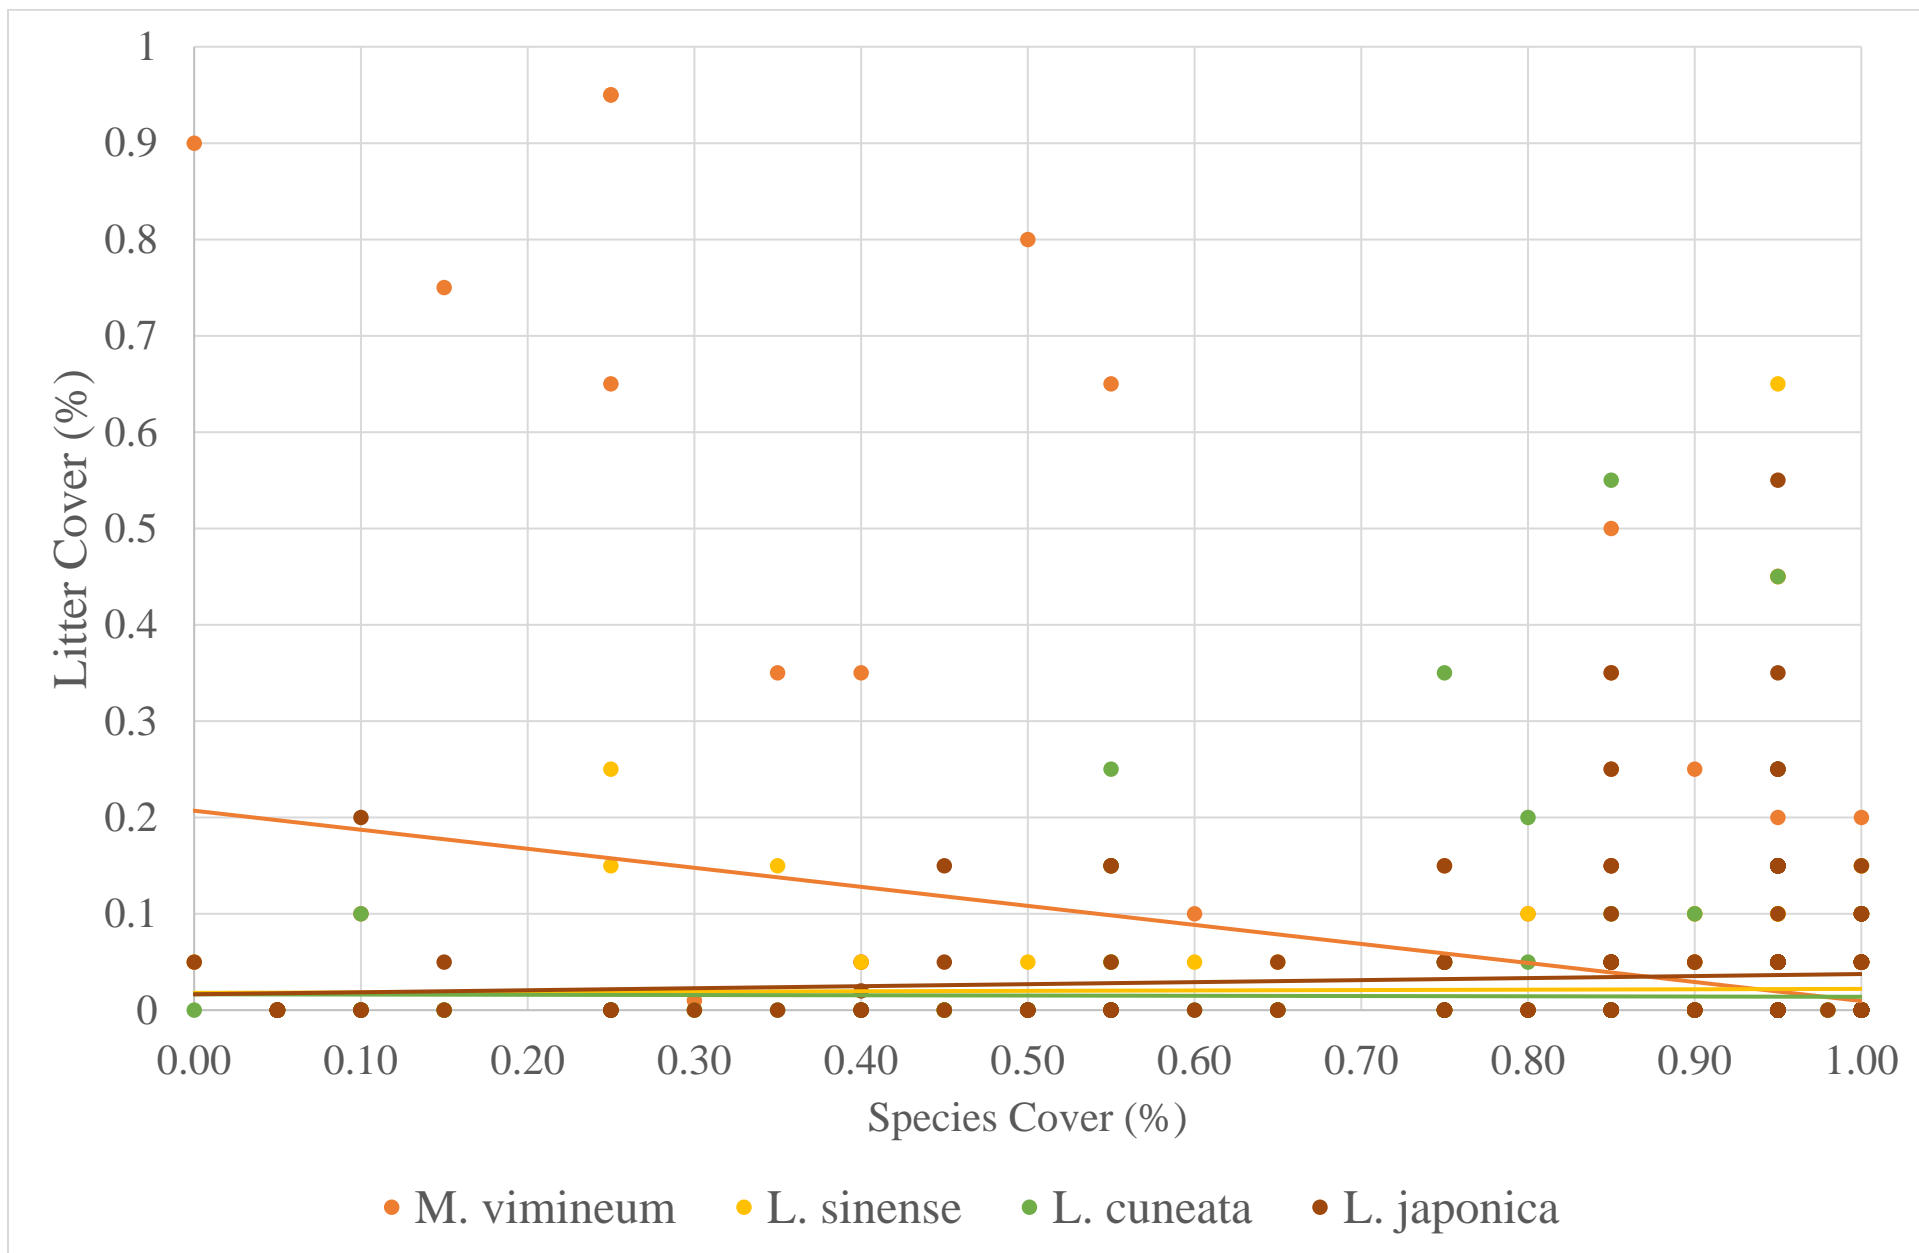 1
0.9
0.8
0.7
0.6
0.5
0.4
0.3
0.2
0.1
0
Litter Cover (%)
0.00 0.10 0.20 0.30 0.40 0.50 0.60 0.70 0.80 0.90 1.00
Species Cover (%)
M. vimineum L. sinense L. cuneata L. japonica